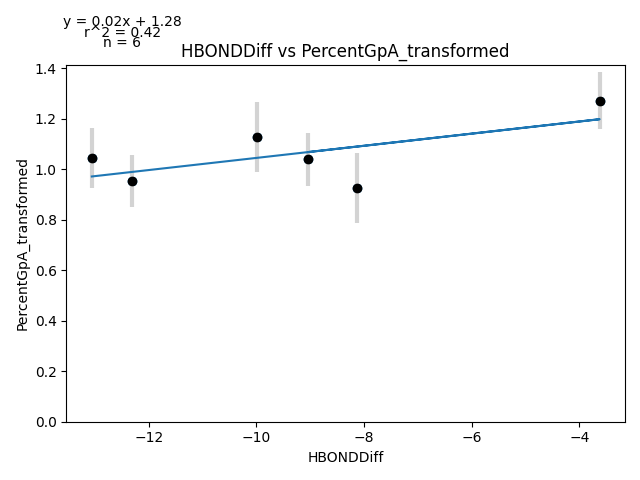 y = 0.02x + 1.28
r^2 = 0.42
n = 6
HBONDDiff vs PercentGpA_transformed
1.4
1.2
1.0
0.8
0.6
0.4
0.2
0.0
PercentGpA_transformed
−12
−10
−8
−6
−4
HBONDDiff